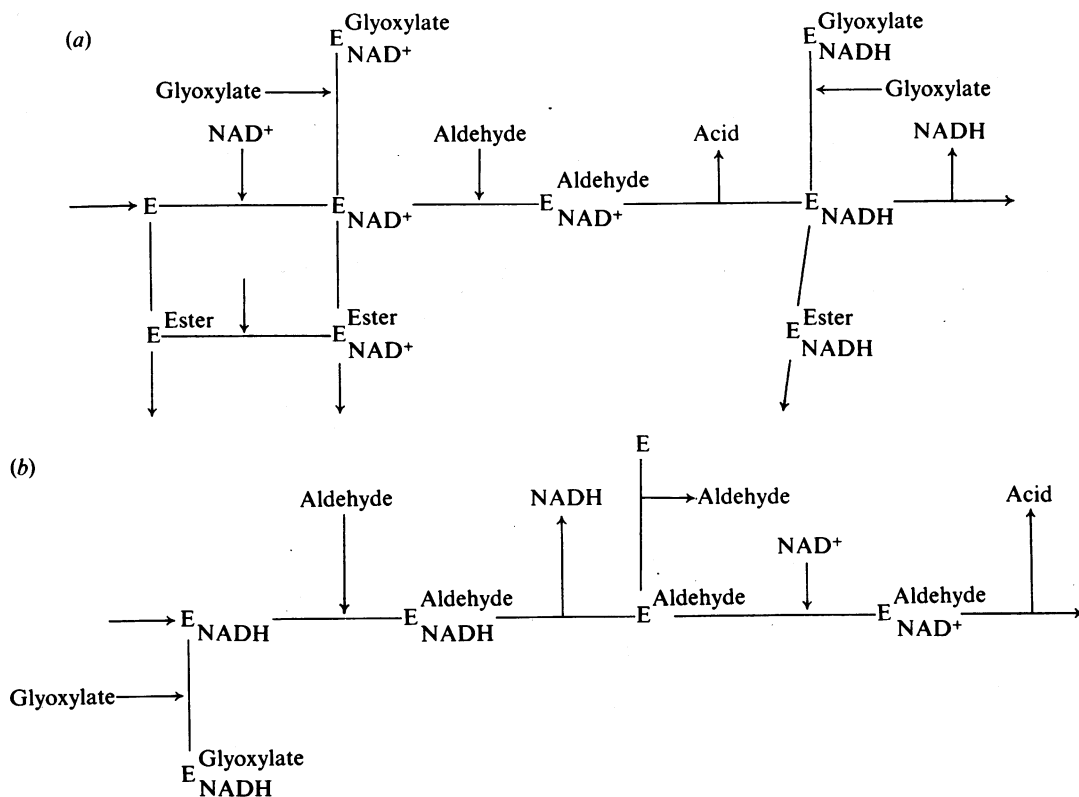 (a)
E Glyoxylate NAD⁺
E Glyoxylate NADH
Glyoxylate
Glyoxylate
NAD⁺
Aldehyde
Acid
NADH
E
E NAD⁺
E Aldehyde NAD⁺
E NADH
E Ester
E Ester NAD⁺
E Ester NADH
(b)
E
Aldehyde
NADH
Aldehyde
Acid
NAD⁺
E NADH
E Aldehyde NADH
E Aldehyde
E Aldehyde NAD⁺
Glyoxylate
E Glyoxylate NADH